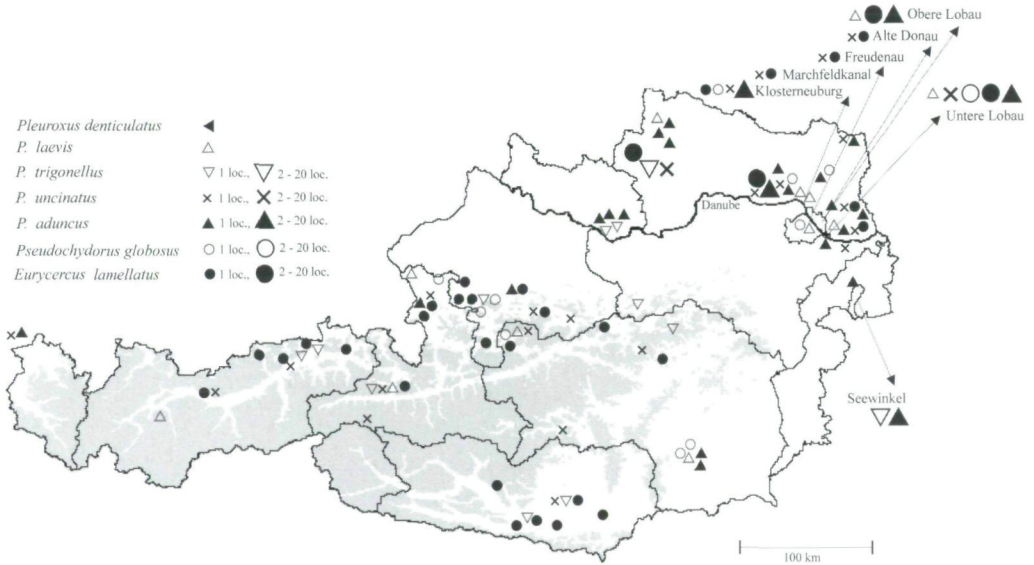 Obere Lobau
Alte Donau
Freudenau
Marchfeldkanal
Klosterneuburg
Untere Lobau
Pleuroxus denticulatus
P. laevis
P. trigonellus 1 loc., 2 - 20 loc.
P. uncinatus 1 loc., 2 - 20 loc.
P. aduncus 1 loc., 2 - 20 loc.
Pseudochydorus globosus 1 loc., 2 - 20 loc.
Eurycercus lamellatus 1 loc., 2 - 20 loc.
Danube
Seewinkel
100 km